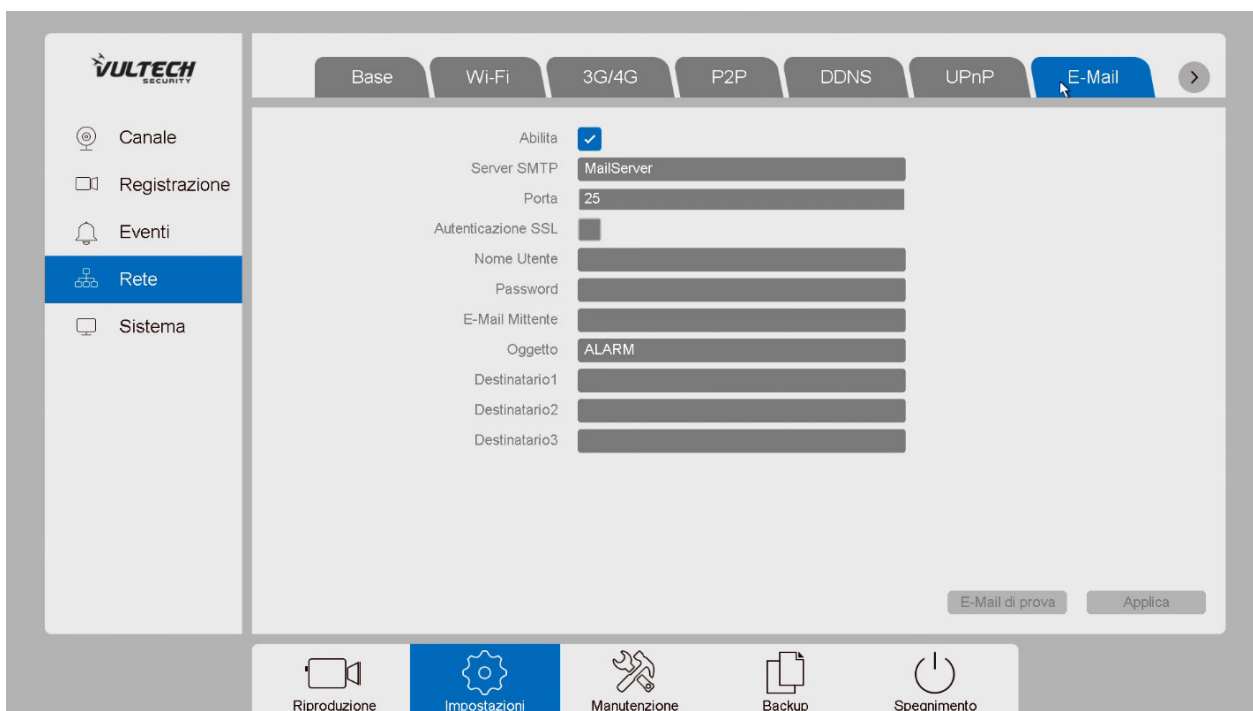 VULTECH
SECURITY
Base
Wi-Fi
3G/4G
P2P
DDNS
UPnP
E-Mail
Canale
Registrazione
Eventi
Rete
Sistema
Abilita
Server SMTP MailServer
Porta 25
Autenticazione SSL
Nome Utente
Password
E-Mail Mittente
Oggetto ALARM
Destinatario1
Destinatario2
Destinatario3
E-Mail di prova
Applica
Riproduzione
Impostazioni
Manutenzione
Backup
Spegnimento